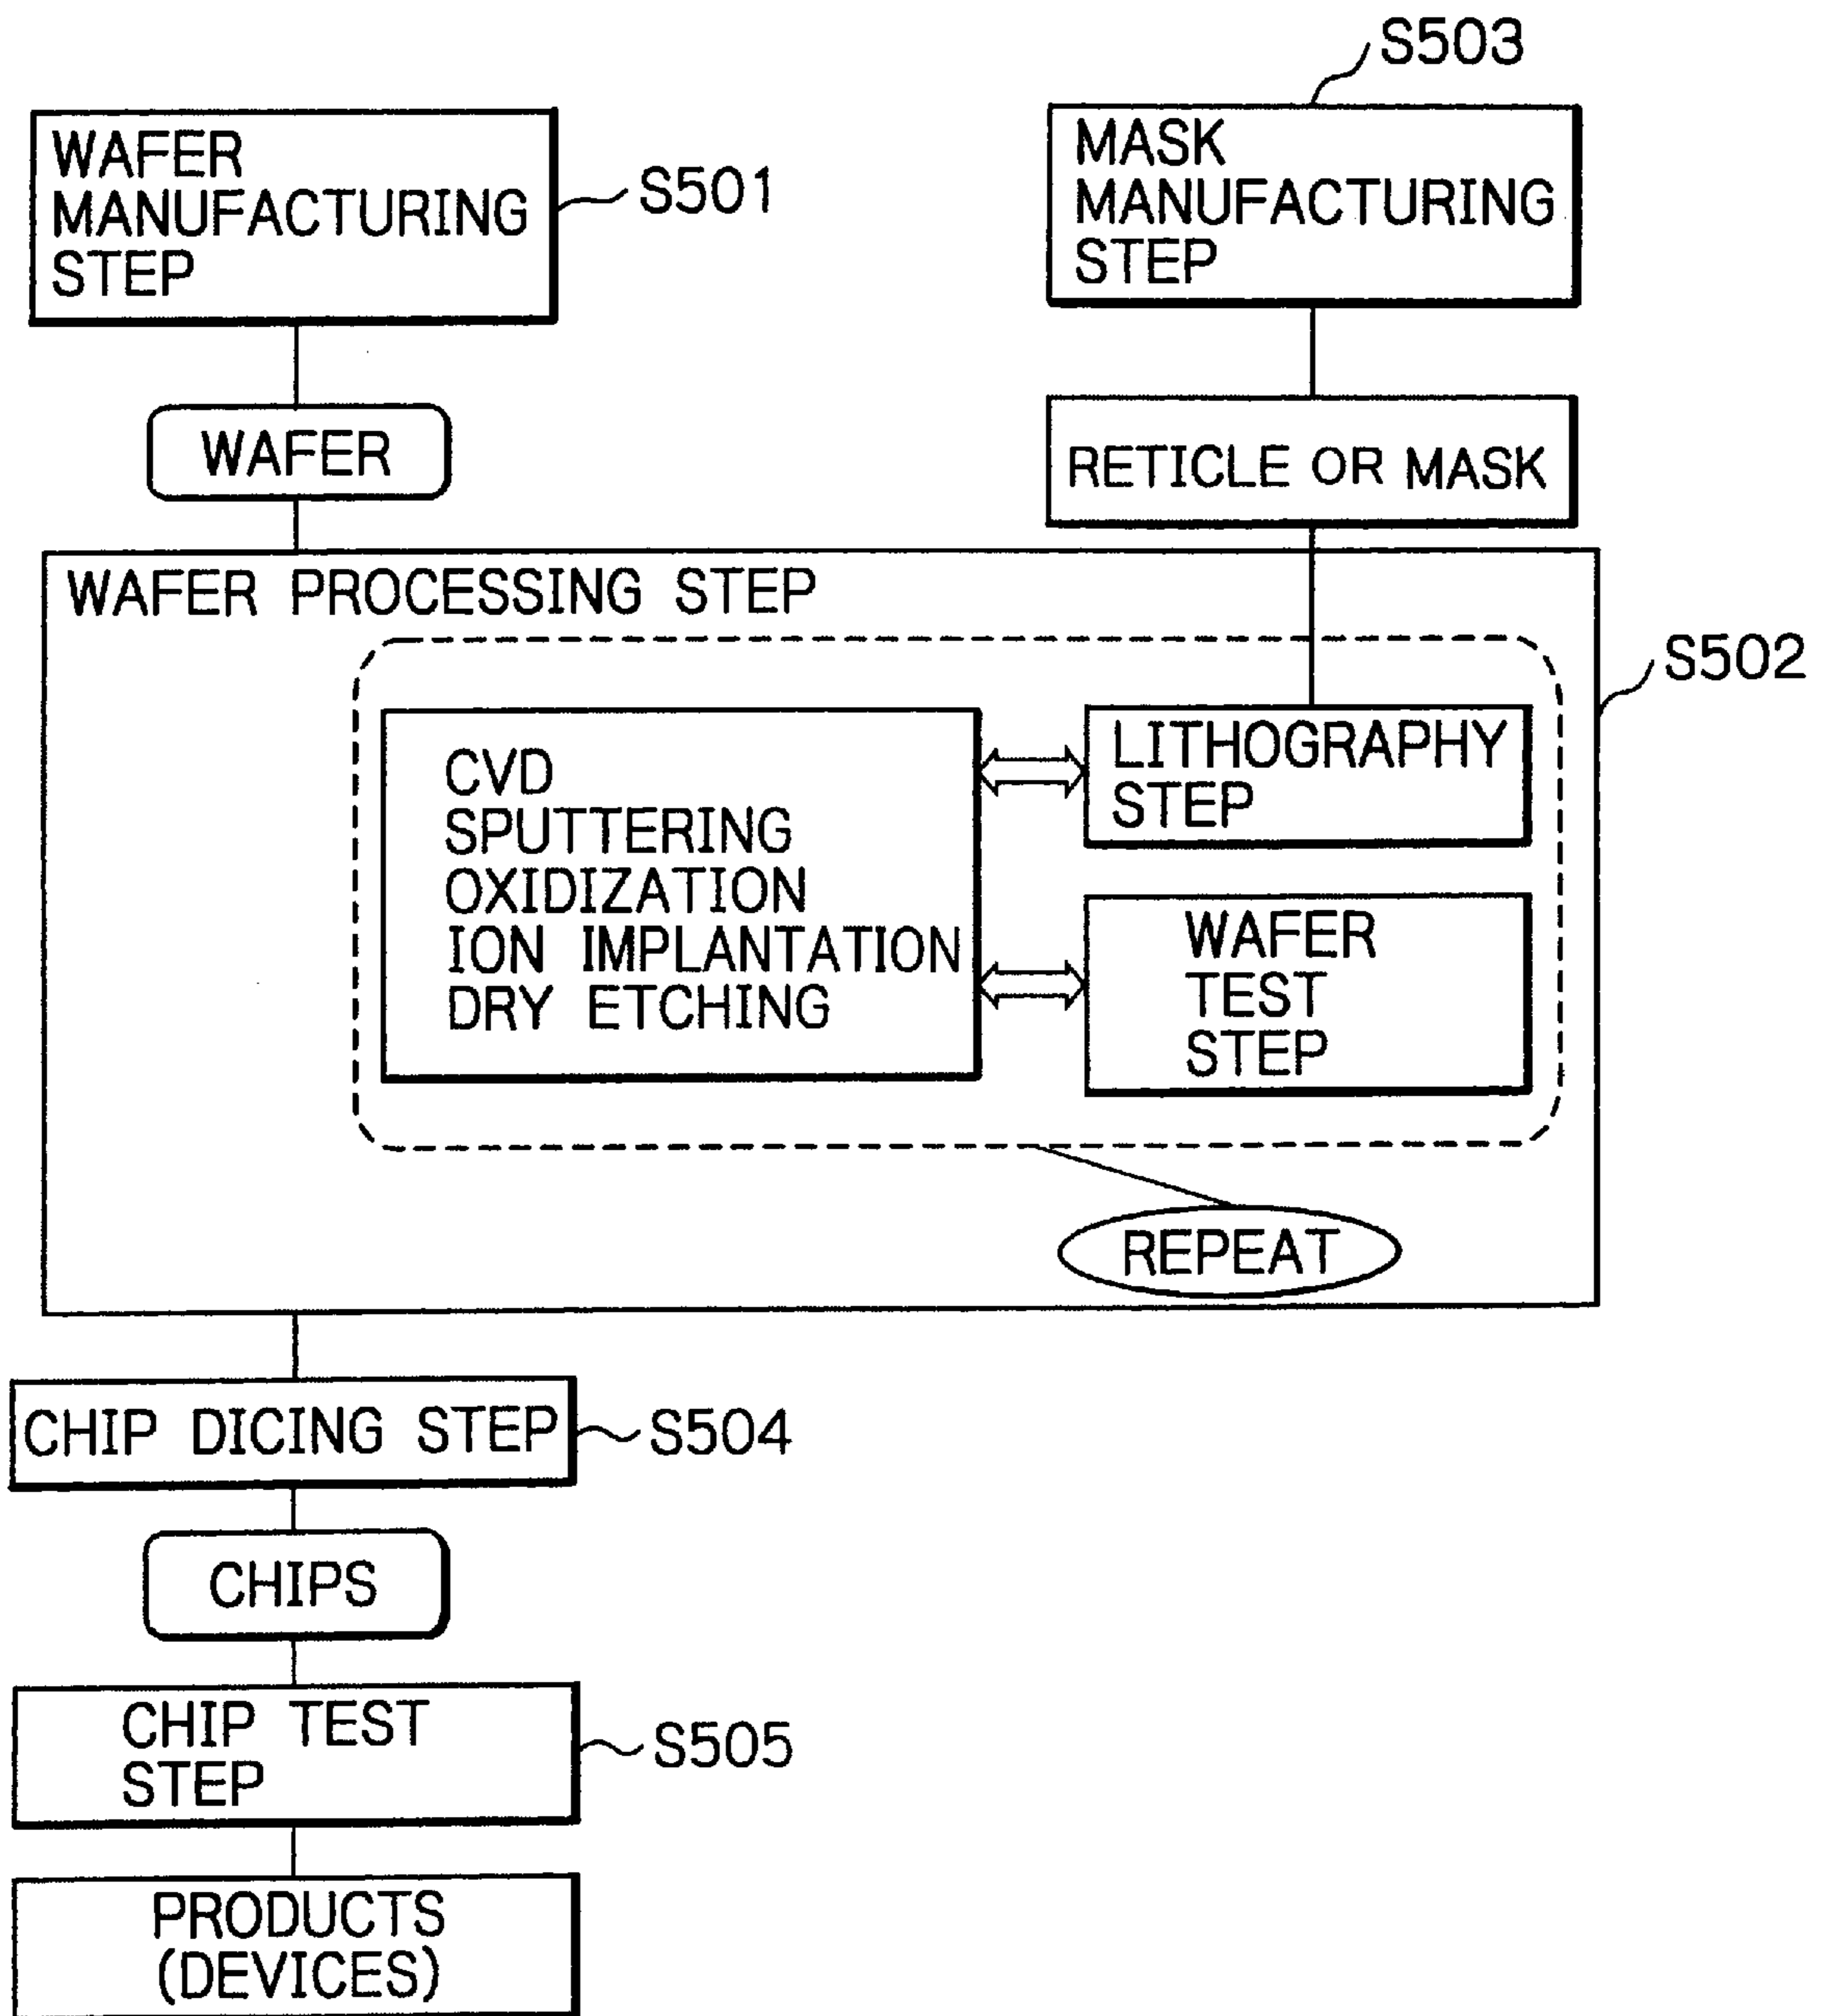 S503
WAFER
MANUFACTURING
STEP
S501
MASK
MANUFACTURING
STEP
WAFER
RETICLE OR MASK
WAFER PROCESSING STEP
S502
CVD
SPUTTERING
OXIDIZATION
ION IMPLANTATION
DRY ETCHING
LITHOGRAPHY
STEP
WAFER
TEST
STEP
REPEAT
CHIP DICING STEP
S504
CHIPS
CHIP TEST
STEP
S505
PRODUCTS
(DEVICES)